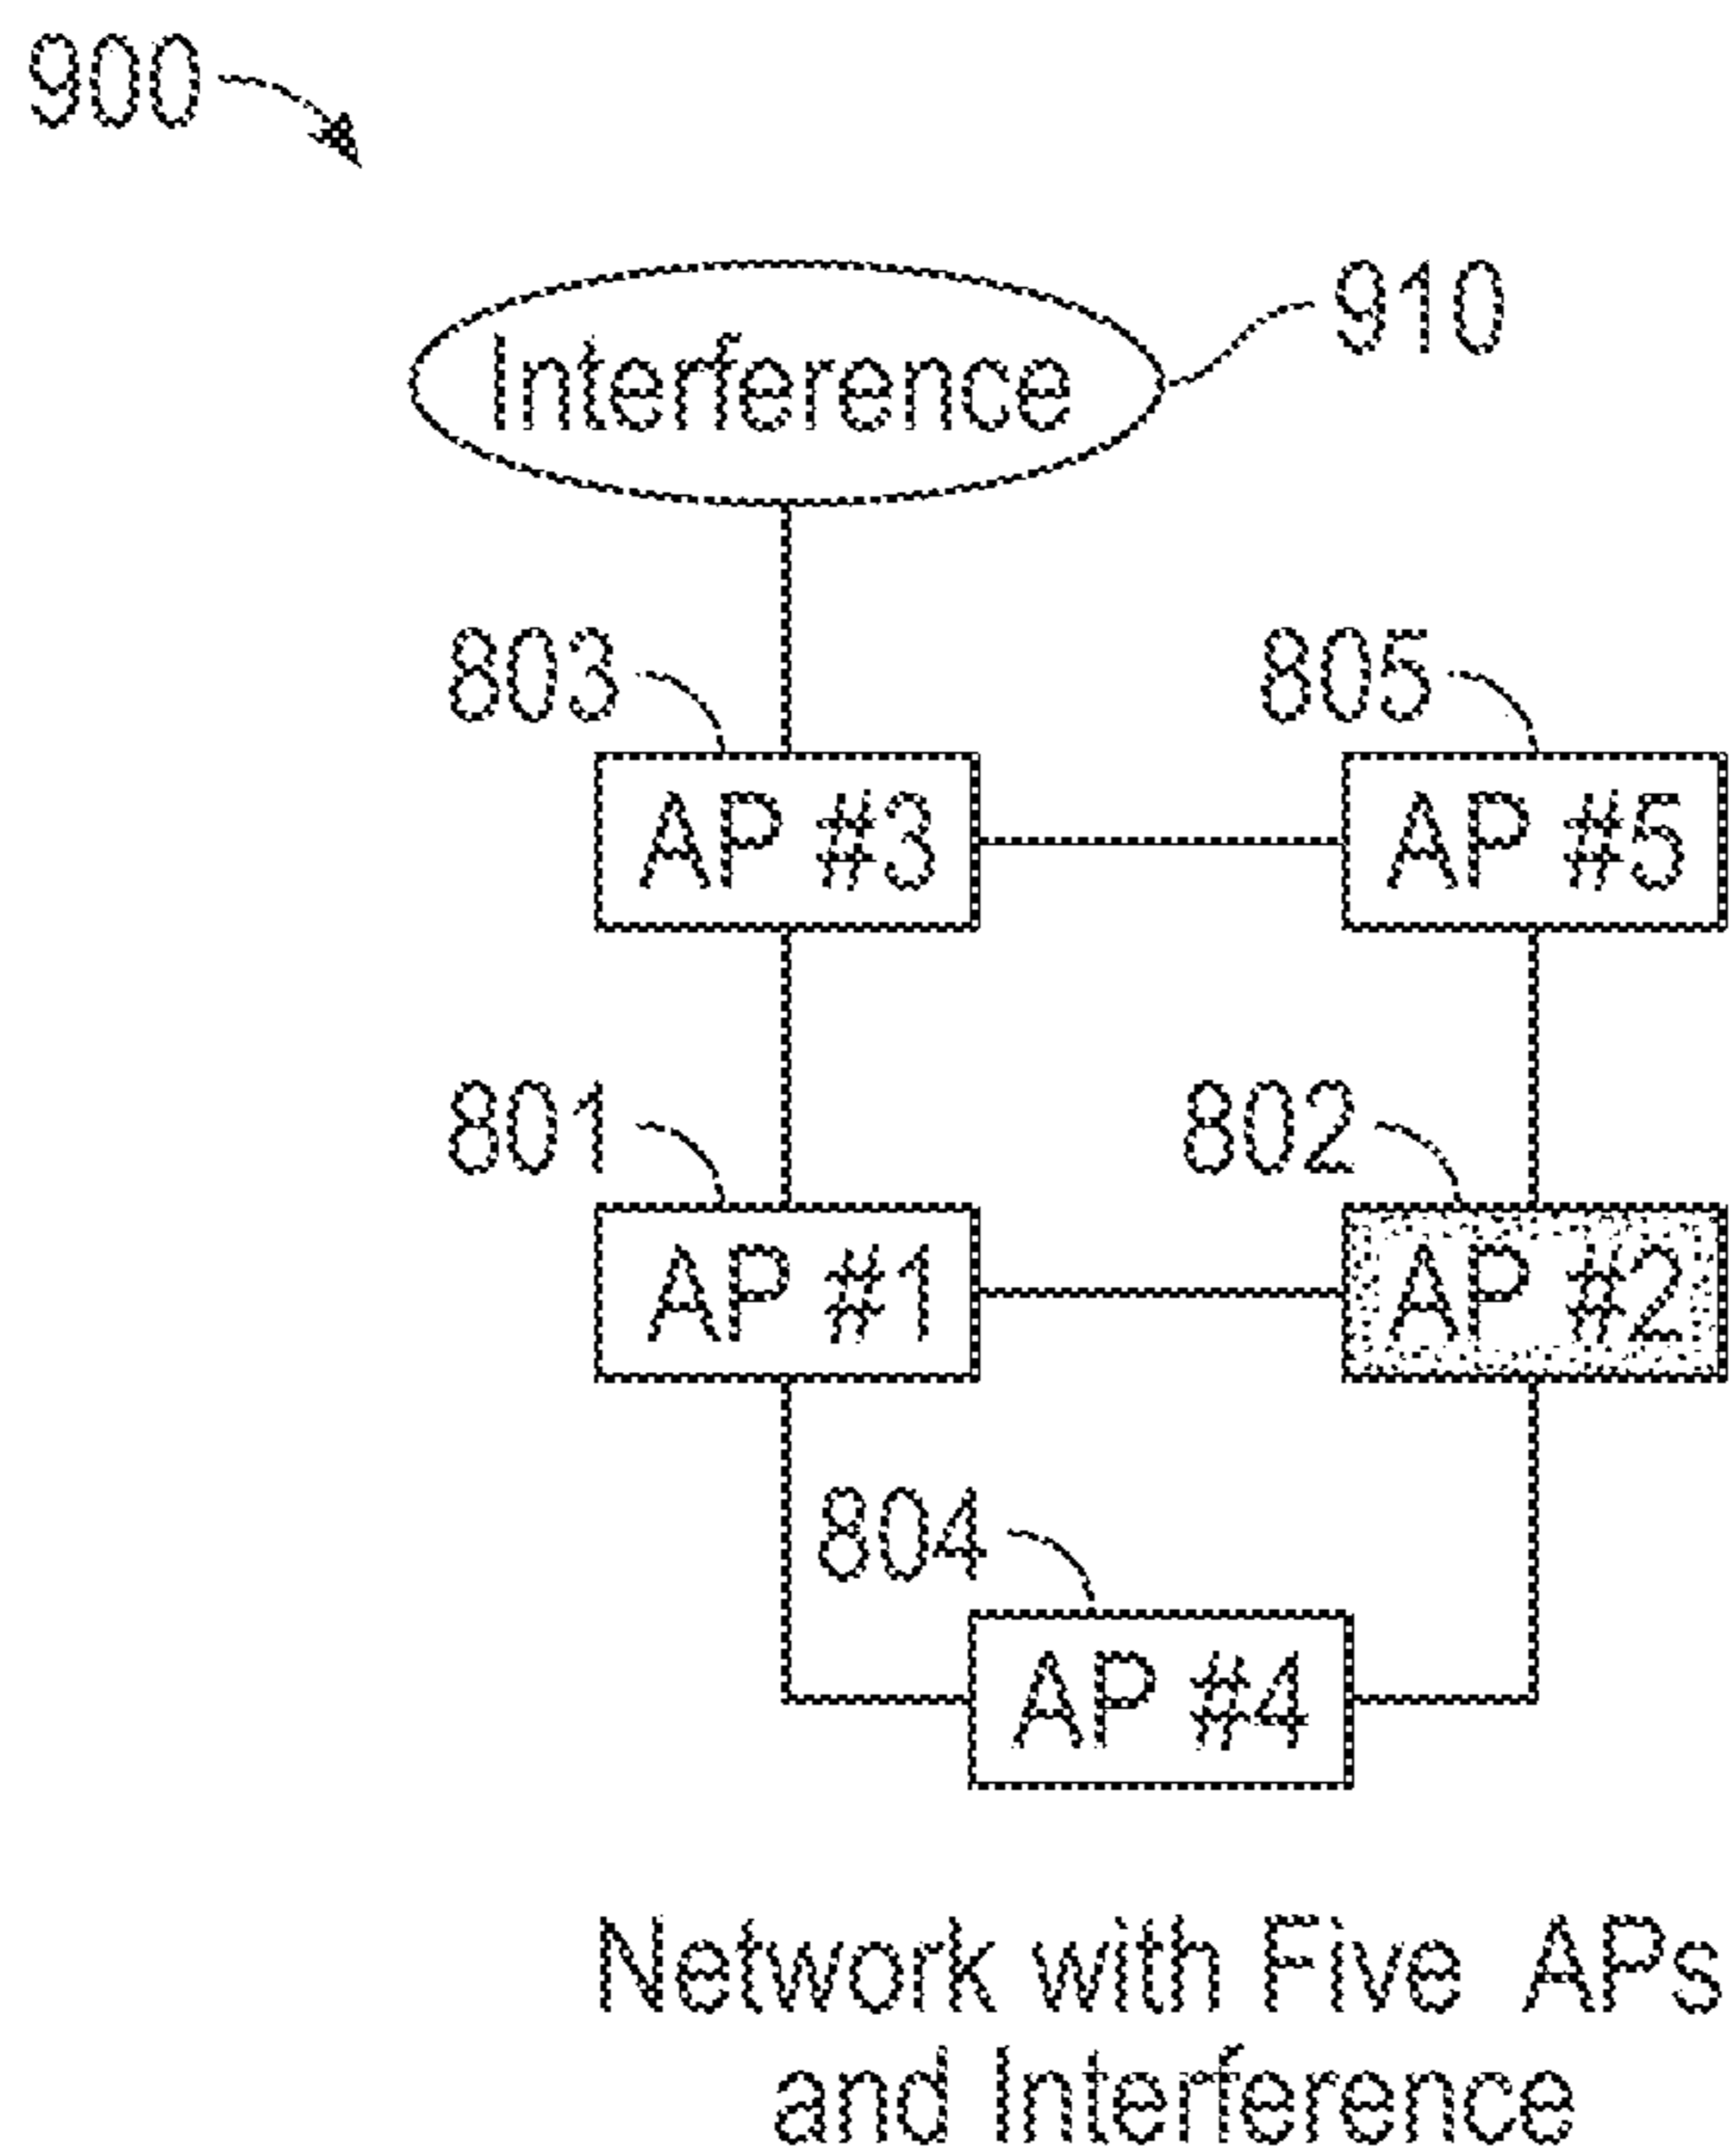 900
Interference
910
803
805
AP #3
AP #5
801
802
AP #1
AP #2
804
AP #4
Network with Five APs
and Interference